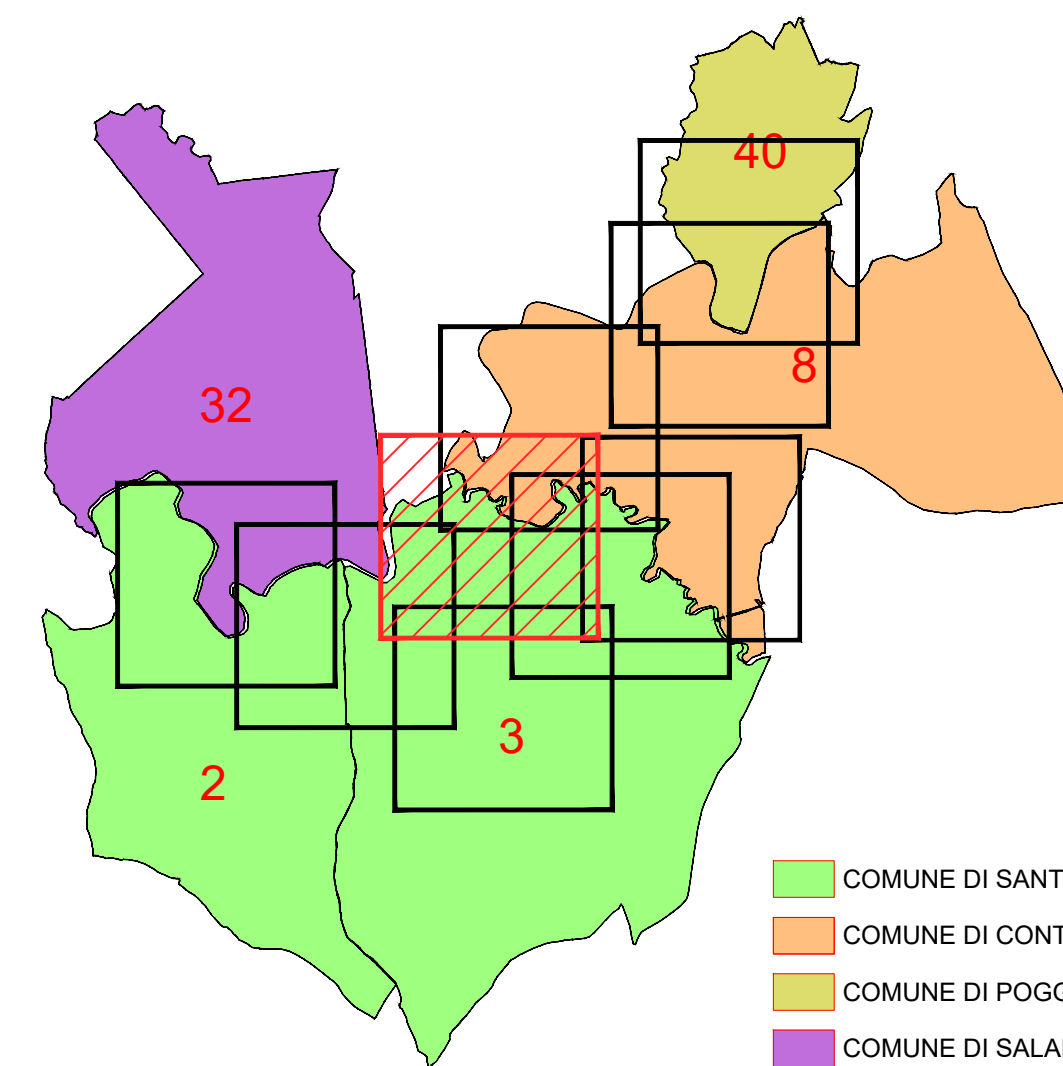 40
8
32
3
2
COMUNE DI SANT
COMUNE DI CONT
COMUNE DI POGG
COMUNE DI SALA